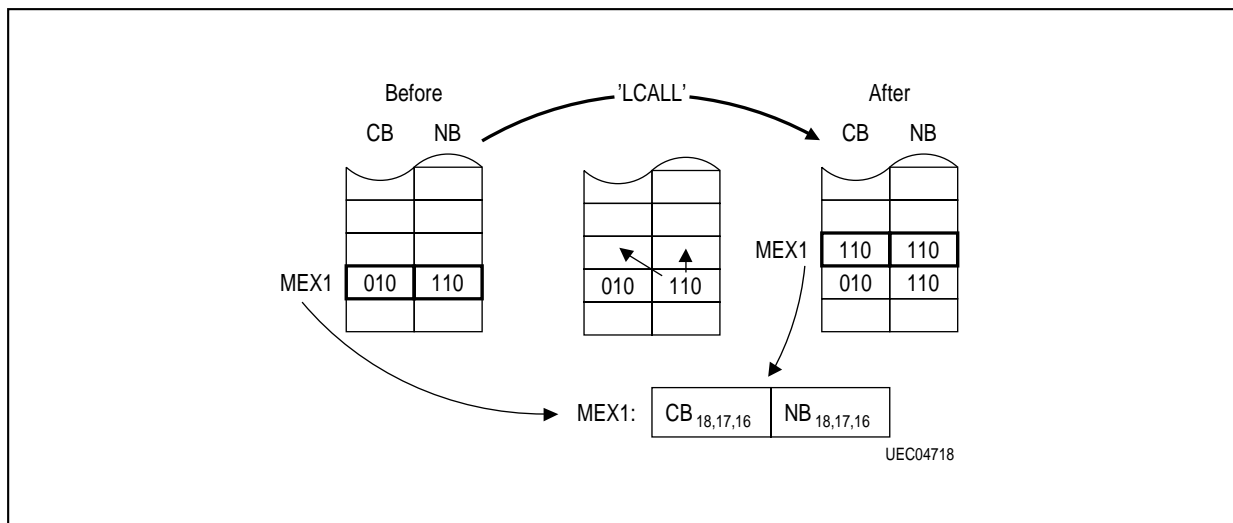 Before
'LCALL'
After
CB NB
CB NB
MEX1 110 110
MEX1 010 110
010 110
010 110
MEX1: CB 18,17,16 NB 18,17,16
UEC04718